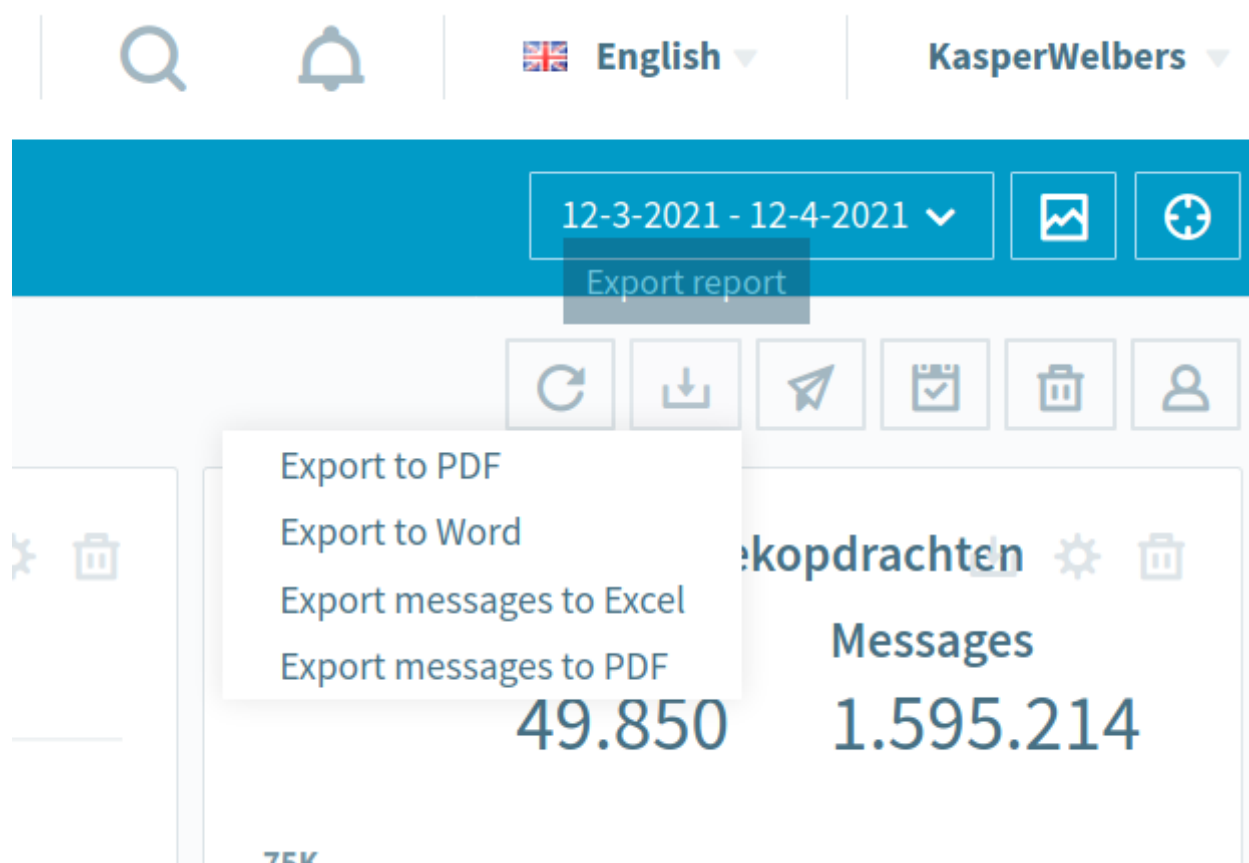 English
KasperWelbers
12-3-2021 - 12-4-2021
Export report
Export to PDF
Export to Word
Export messages to Excel
Export messages to PDF
ekopdrachten
Messages
49.850
1.595.214
75K